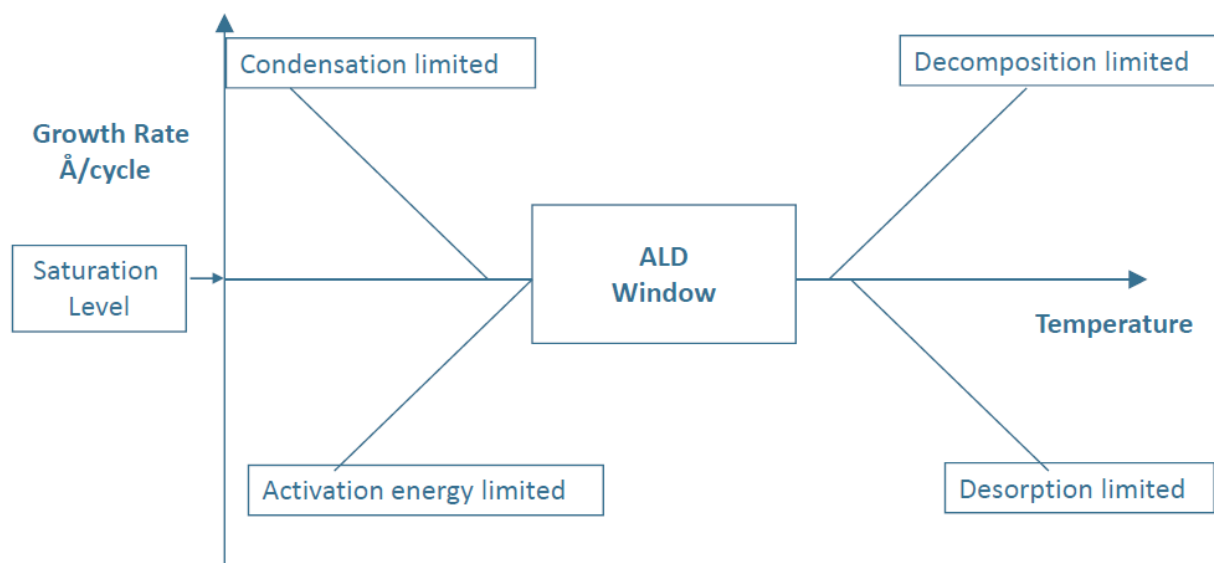 Condensation limited
Decomposition limited
Growth Rate
Å/cycle
Saturation
Level
ALD
Window
Temperature
Activation energy limited
Desorption limited